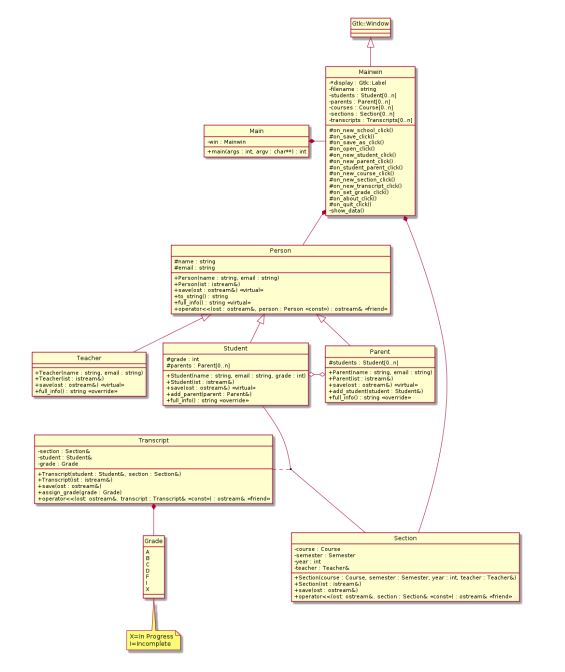 Gtk::Window
Mainwin
-#display : Gtk::Label
-filename : string
-students : Student[0..n]
-parents : Parent[0..n]
-courses : Course[0..n]
-sections : Section[0..n]
-transcripts : Transcripts[0..n]
#on_new_school_click()
#on_save_click()
#on_save_as_click()
#on_open_click()
#on_new_student_click()
#on_new_parent_click()
#on_student_parent_click()
#on_new_course_click()
#on_new_section_click()
#on_new_transcript_click()
#on_set_grade_click()
#on_about_click()
#on_quit_click()
-show_data()
Main
-win : Mainwin
+main(args : int, argv : char**) : int
Person
#name : string
#email : string
+Person(name : string, email : string)
+Person(ist : istream&)
+save(ost : ostream&) «virtual»
+to_string() : string
+full_info() : string «virtual»
+operator<<(ost : ostream&, person : Person «const») : ostream& «friend»
Teacher
+Teacher(name : string, email : string)
+Teacher(ist : istream&)
+save(ost : ostream&) «virtual»
+full_info() : string «override»
Student
#grade : int
#parents : Parent[0..n]
+Student(name : string, email : string, grade : int)
+Student(ist : istream&)
+save(ost : ostream&) «virtual»
+add_parent(parent : Parent&)
+full_info() : string «override»
Parent
#students : Student[0..n]
+Parent(name : string, email : string)
+Parent(ist : istream&)
+save(ost : ostream&) «virtual»
+add_student(student : Student&)
+full_info() : string «override»
Transcript
-section : Section&
-student : Student&
-grade : Grade
+Transcript(student : Student&, section : Section&)
+Transcript(ist : istream&)
+save(ost : ostream&)
+assign_grade(grade : Grade)
+operator<<(ost: ostream&, transcript : Transcript& «const») : ostream& «friend»
Grade
A
B
C
D
F
I
X
X=In Progress
I=Incomplete
Section
-course : Course
-semester : Semester
-year : int
-teacher : Teacher&
+Section(course : Course, semester : Semester, year : int, teacher : Teacher&)
+Section(ist : istream&)
+save(ost : ostream&)
+operator<<(ost: ostream&, section : Section& «const») : ostream& «friend»